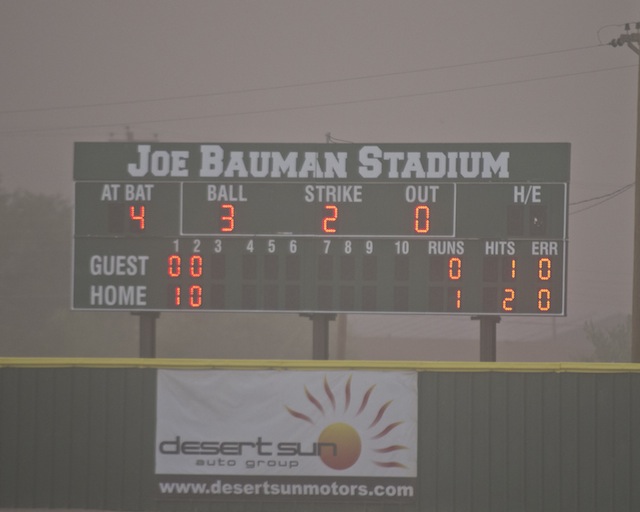 JOE BAUMAN STADIUM
AT BAT BALL STRIKE OUT H/E
4 3 2 0
1 2 3 4 5 6 7 8 9 10 RUNS HITS ERR
GUEST 0 0 0 1 0
HOME 1 0 1 2 0
desert sun
auto group
www.desertsunmotors.com